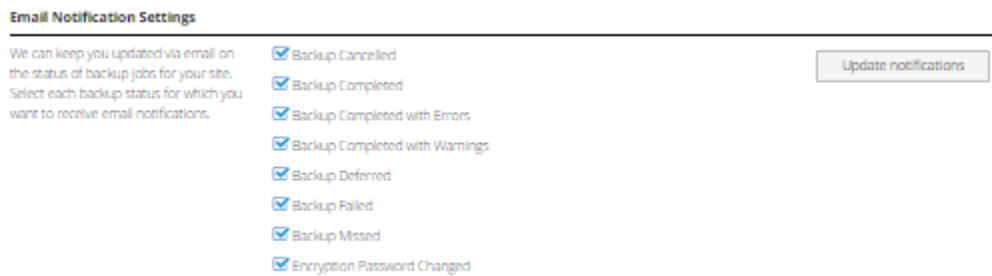 Email Notification Settings
We can keep you updated via email on
the status of backup jobs for your site.
Select each backup status for which you
want to receive email notifications.
Backup Cancelled
Backup Completed
Backup Completed with Errors
Backup Completed with Warnings
Backup Deferred
Backup Failed
Backup Missed
Encryption Password Changed
Update notifications